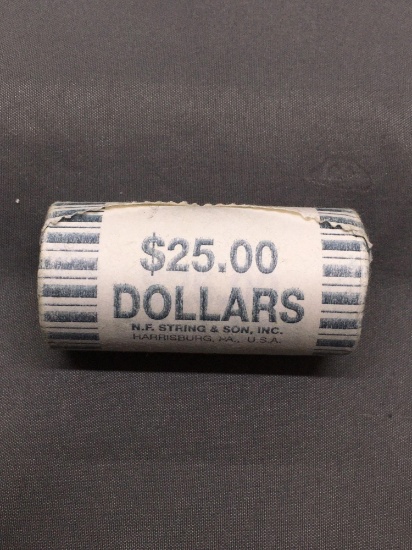 $25.00
DOLLARS
N.F. STRING & SON, INC.
HARRISBURG, PA., U.S.A.